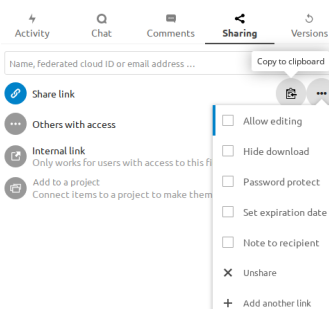 Activity
Chat
Comments
Sharing
Versions
Name, federated cloud ID or email address ...
Copy to clipboard
Share link
Others with access
Allow editing
Internal link
Only works for users with access to this fi
Hide download
Add to a project
Connect items to a project to make them
Password protect
Set expiration date
Note to recipient
Unshare
Add another link